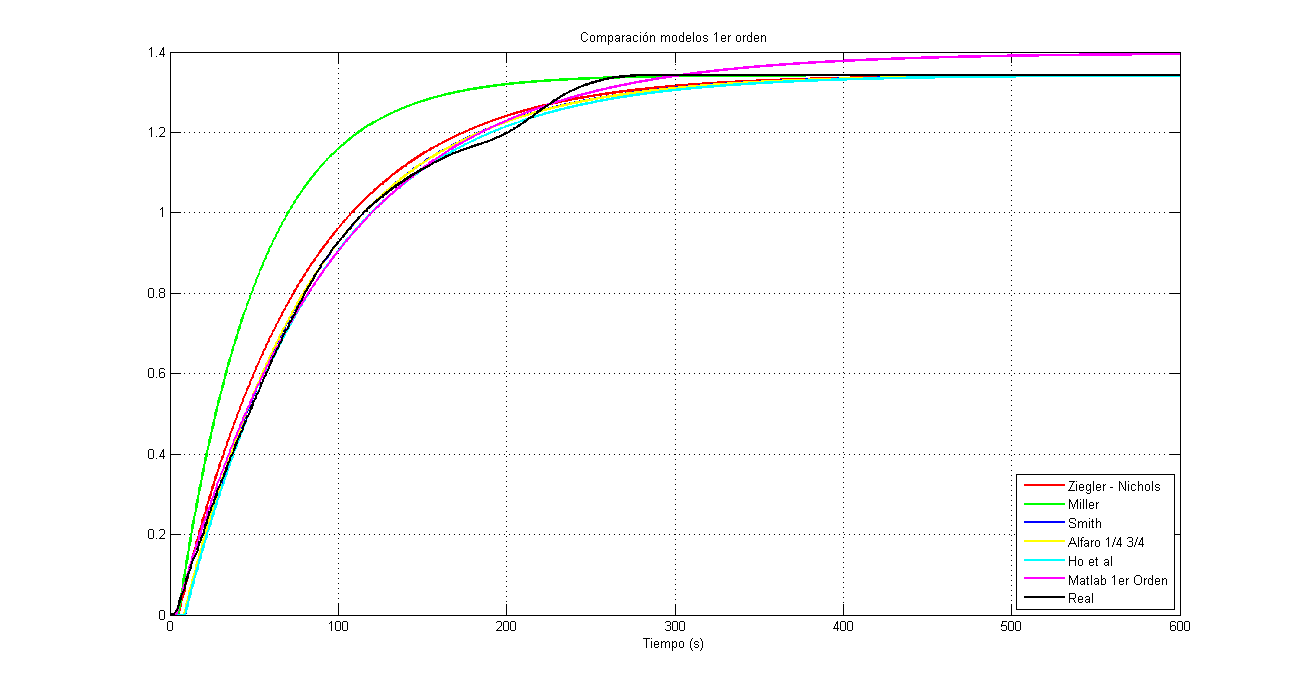 Comparación modelos 1er orden
1.4
1.2
1
0.8
0.6
0.4
0.2
0
0 100 200 300 400 500 600
Tiempo (s)
Ziegler - Nichols
Miller
Smith
Alfaro 1/4 3/4
Ho et al
Matlab 1er Orden
Real